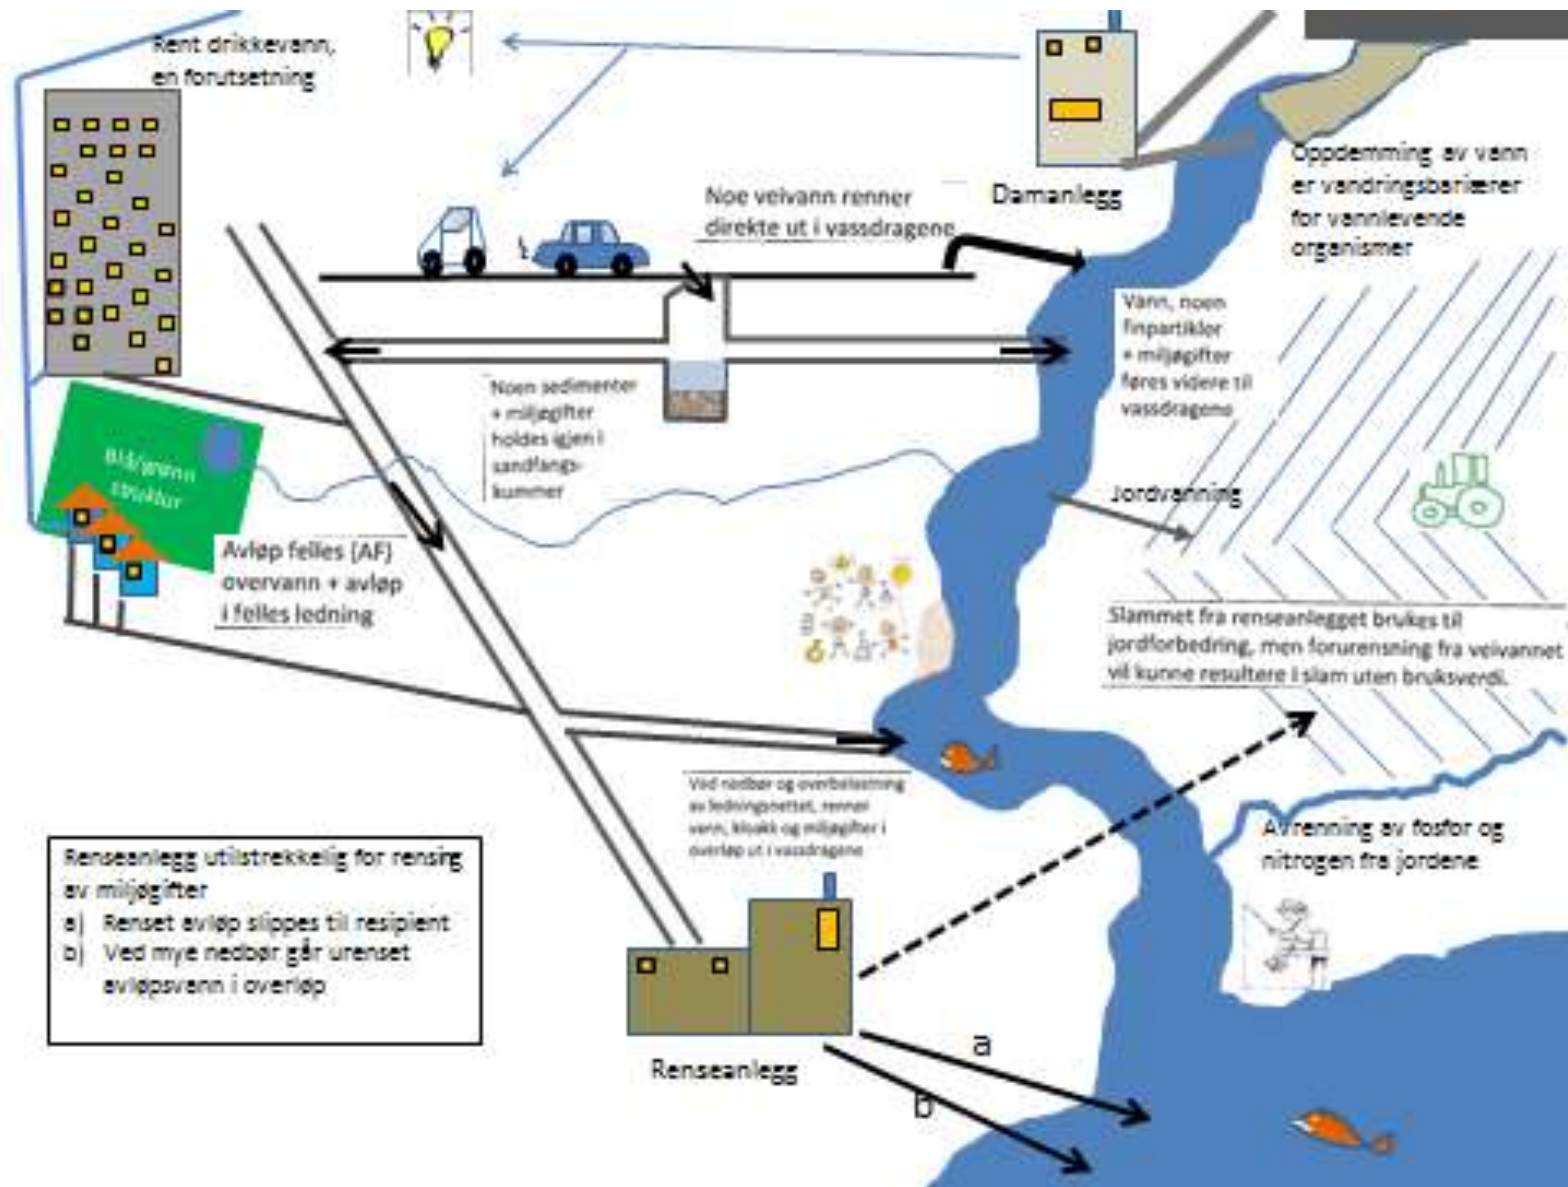 Rent drikkevann,
en forutsetning
Damanlegg
Oppdemming av vann
er vandringsbariærer
for vannlevende
organismer
Noe veivann renner
direkte ut i vassdragene
Vann, noen
finpartikler
+ miljøgifter
føres videre til
vassdragene
Noen sedimenter
+ miljøgifter
holdes igjen i
sandfangs-
kummer
Blå/grønn
struktur
Jordvanning
Avløp felles (AF)
overvann + avløp
i felles ledning
Slammet fra renseanlegget brukes til
jordforbedring, men forurensning fra veivannet
vil kunne resultere i slam uten bruksverdi.
Ved nedbør og overbelastning
av ledningsnettet, renner
vann, kloakk og miljøgifter i
overløp ut i vassdragene
Avrenning av fosfor og
nitrogen fra jordene
Renseanlegg utilstrekkelig for rensing
av miljøgifter
a) Renset avløp slippes til resipient
b) Ved mye nedbør går urenset
avløpsvann i overløp
Renseanlegg
a
b